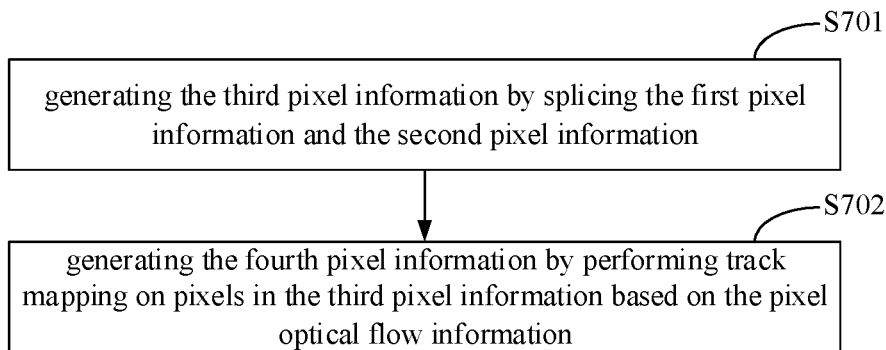 S701
generating the third pixel information by splicing the first pixel
information and the second pixel information
S702
generating the fourth pixel information by performing track
mapping on pixels in the third pixel information based on the pixel
optical flow information